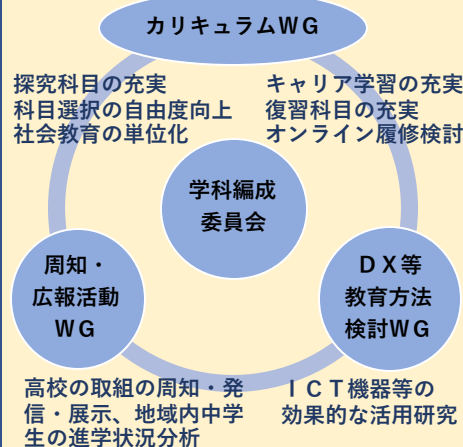 カリキュラムWG
探究科目の充実
科目選択の自由度向上
社会教育の単位化
キャリア学習の充実
復習科目の充実
オンライン履修検討
学科編成
委員会
周知・
広報活動
WG
DX等
教育方法
検討WG
高校の取組の周知・発
信・展示、地域内中学
生の進学状況分析
ICT機器等の
効果的な活用研究